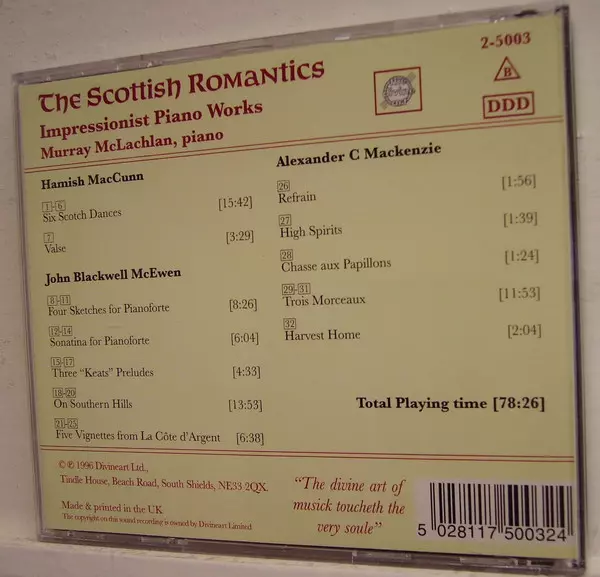 The Scottish Romantics
Impressionist Piano Works
Murray McLachlan, piano
2-5003
B
DDD
Hamish MacCunn
1-6
Six Scotch Dances [15:42]
7
Valse [3:29]
John Blackwell McEwen
8-11
Four Sketches for Pianoforte [8:26]
12-14
Sonatina for Pianoforte [6:04]
15-17
Three “Keats” Preludes [4:33]
18-20
On Southern Hills [13:53]
21-25
Five Vignettes from La Côte d’Argent [6:38]
Alexander C Mackenzie
26
Refrain [1:56]
27
High Spirits [1:39]
28
Chasse aux Papillons [1:24]
29-31
Trois Morceaux [11:53]
32
Harvest Home [2:04]
Total Playing time [78:26]
© ℗ 1996 Divineart Ltd.,
Tindle House, Beach Road, South Shields, NE33 2QX.
Made & printed in the UK
The copyright on this sound recording is owned by Divineart Limited
“The divine art of
musick toucheth the
very soule”
5 028117 500324